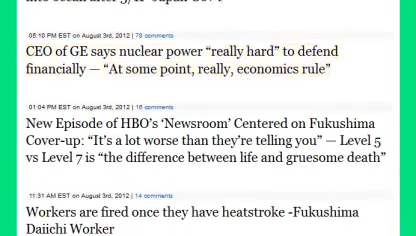 05:10 PM EST on August 3rd, 2012 | 78 comments
CEO of GE says nuclear power “really hard” to defend
financially — “At some point, really, economics rule”
01:04 PM EST on August 3rd, 2012 | 16 comments
New Episode of HBO’s ‘Newsroom’ Centered on Fukushima
Cover-up: “It’s a lot worse than they’re telling you” — Level 5
vs Level 7 is “the difference between life and gruesome death”
11:31 AM EST on August 3rd, 2012 | 14 comments
Workers are fired once they have heatstroke -Fukushima
Daiichi Worker